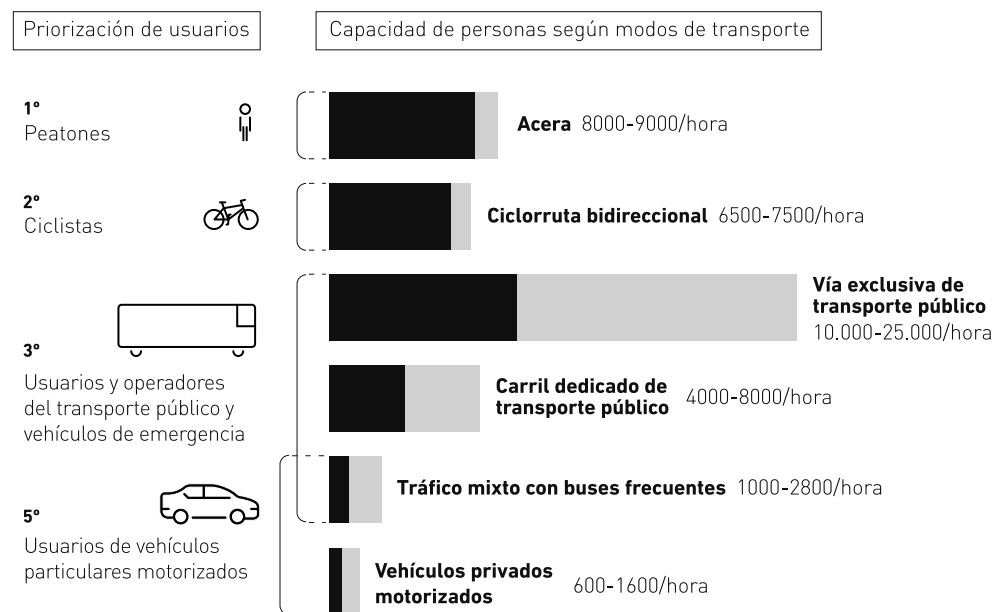 Priorización de usuarios
Capacidad de personas según modos de transporte
1°
Peatones
Acera 8000-9000/hora
2°
Ciclistas
Ciclorruta bidireccional 6500-7500/hora
Vía exclusiva de
transporte público
10.000-25.000/hora
3°
Usuarios y operadores
del transporte público y
vehículos de emergencia
Carril dedicado de
transporte público 4000-8000/hora
Tráfico mixto con buses frecuentes 1000-2800/hora
5°
Usuarios de vehículos
particulares motorizados
Vehículos privados
motorizados 600-1600/hora